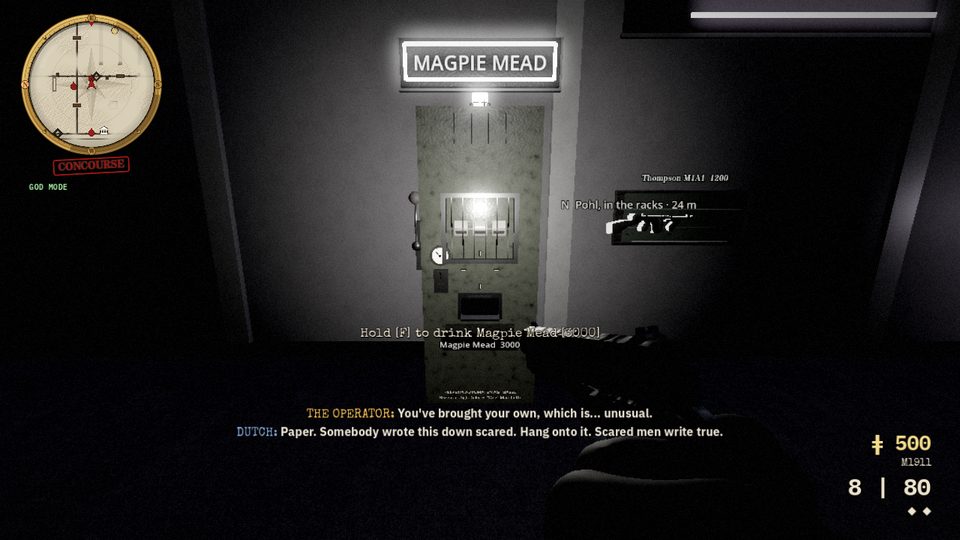 MAGPIE MEAD
CONCOURSE
GOD MODE
Thompson M1A1 1200
N Pohl, in the racks · 24 m
Hold [F] to drink Magpie Mead [3000]
Magpie Mead 3000
THE OPERATOR: You've brought your own, which is... unusual.
DUTCH: Paper. Somebody wrote this down scared. Hang onto it. Scared men write true.
500
M1911
8 | 80